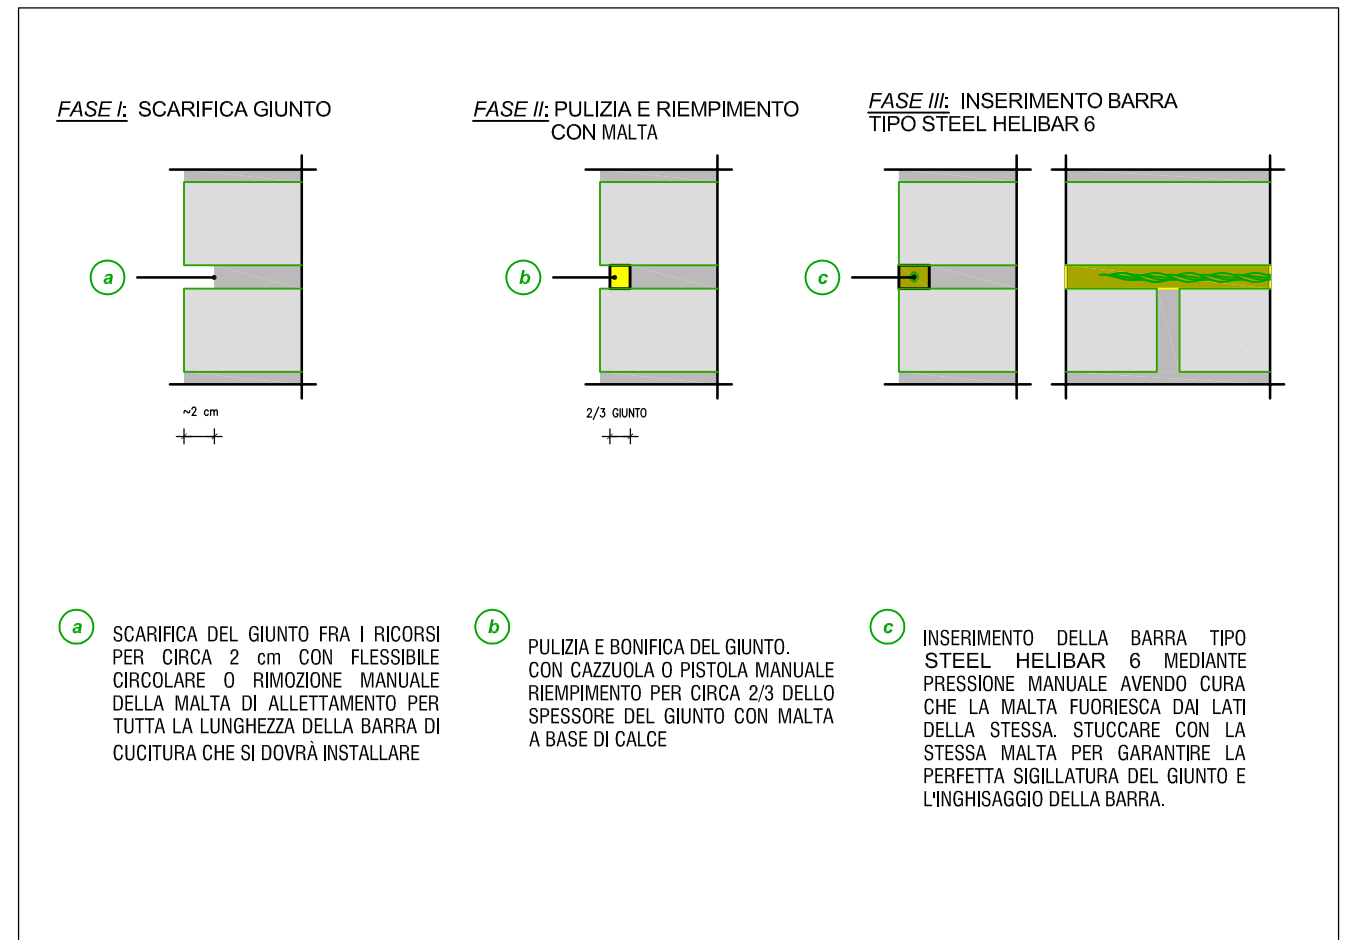 FASE I: SCARIFICA GIUNTO
a
~2 cm
FASE II: PULIZIA E RIEMPIMENTO
CON MALTA
b
2/3 GIUNTO
FASE III: INSERIMENTO BARRA
TIPO STEEL HELIBAR 6
c
a
SCARIFICA DEL GIUNTO FRA I RICORSI
PER CIRCA 2 cm CON FLESSIBILE
CIRCOLARE O RIMOZIONE MANUALE
DELLA MALTA DI ALLETTAMENTO PER
TUTTA LA LUNGHEZZA DELLA BARRA DI
CUCITURA CHE SI DOVRÀ INSTALLARE
b
PULIZIA E BONIFICA DEL GIUNTO.
CON CAZZUOLA O PISTOLA MANUALE
RIEMPIMENTO PER CIRCA 2/3 DELLO
SPESSORE DEL GIUNTO CON MALTA
A BASE DI CALCE
c
INSERIMENTO DELLA BARRA TIPO
STEEL HELIBAR 6 MEDIANTE
PRESSIONE MANUALE AVENDO CURA
CHE LA MALTA FUORIESCA DAI LATI
DELLA STESSA. STUCCARE CON LA
STESSA MALTA PER GARANTIRE LA
PERFETTA SIGILLATURA DEL GIUNTO E
L'INGHISAGGIO DELLA BARRA.